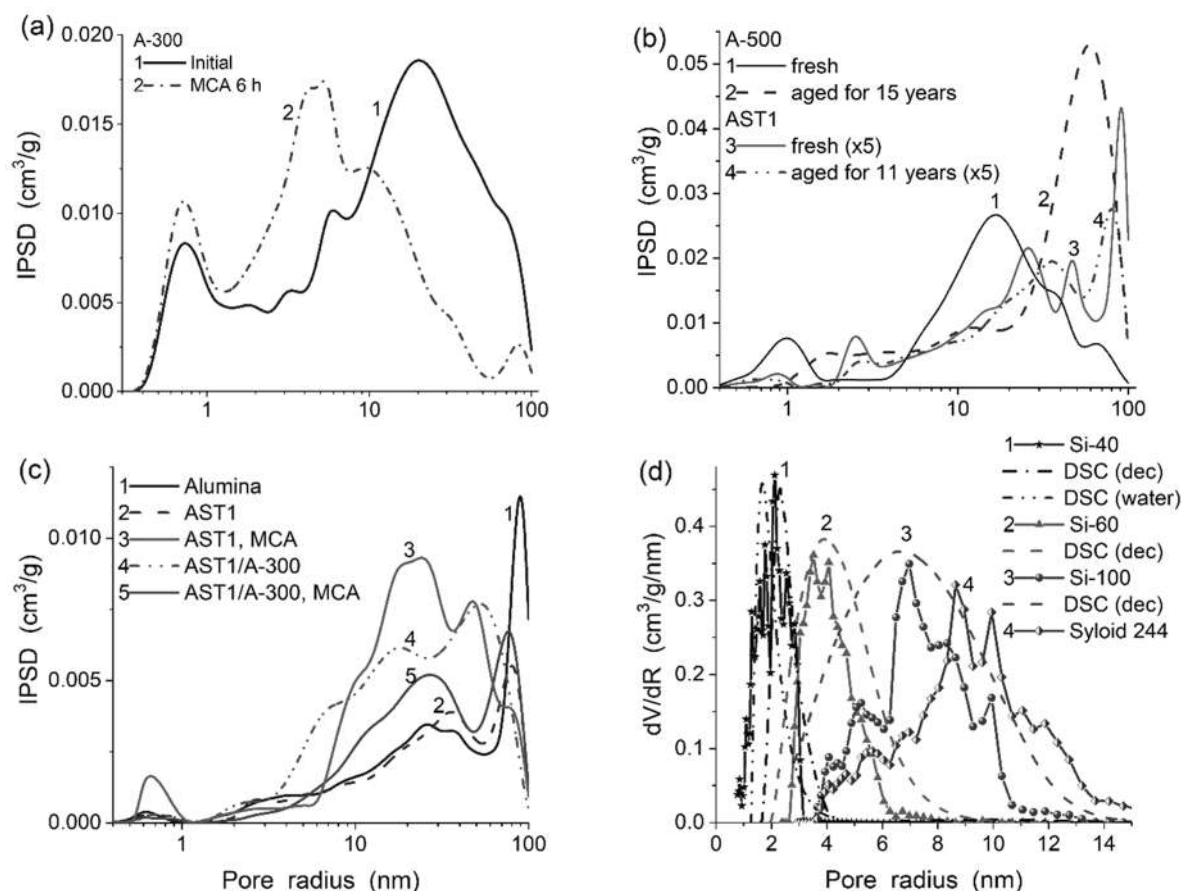 (a)
A-300
1 Initial
2 MCA 6 h
2
1
IPSD (cm³/g)
0.020
0.015
0.010
0.005
0.000
1
10
100
(b)
A-500
1 fresh
2 aged for 15 years
AST1
3 fresh (x5)
4 aged for 11 years (x5)
1
2
3
4
IPSD (cm³/g)
0.05
0.04
0.03
0.02
0.01
0.00
1
10
100
(c)
1 Alumina
2 AST1
3 AST1, MCA
4 AST1/A-300
5 AST1/A-300, MCA
1
3
4
5
2
IPSD (cm³/g)
0.010
0.005
0.000
1
10
100
Pore radius (nm)
(d)
1 Si-40
DSC (dec)
DSC (water)
2 Si-60
DSC (dec)
3 Si-100
DSC (dec)
4 Syloid 244
1
2
3
4
dV/dR (cm³/g/nm)
0.4
0.3
0.2
0.1
0.0
0 2 4 6 8 10 12 14
Pore radius (nm)